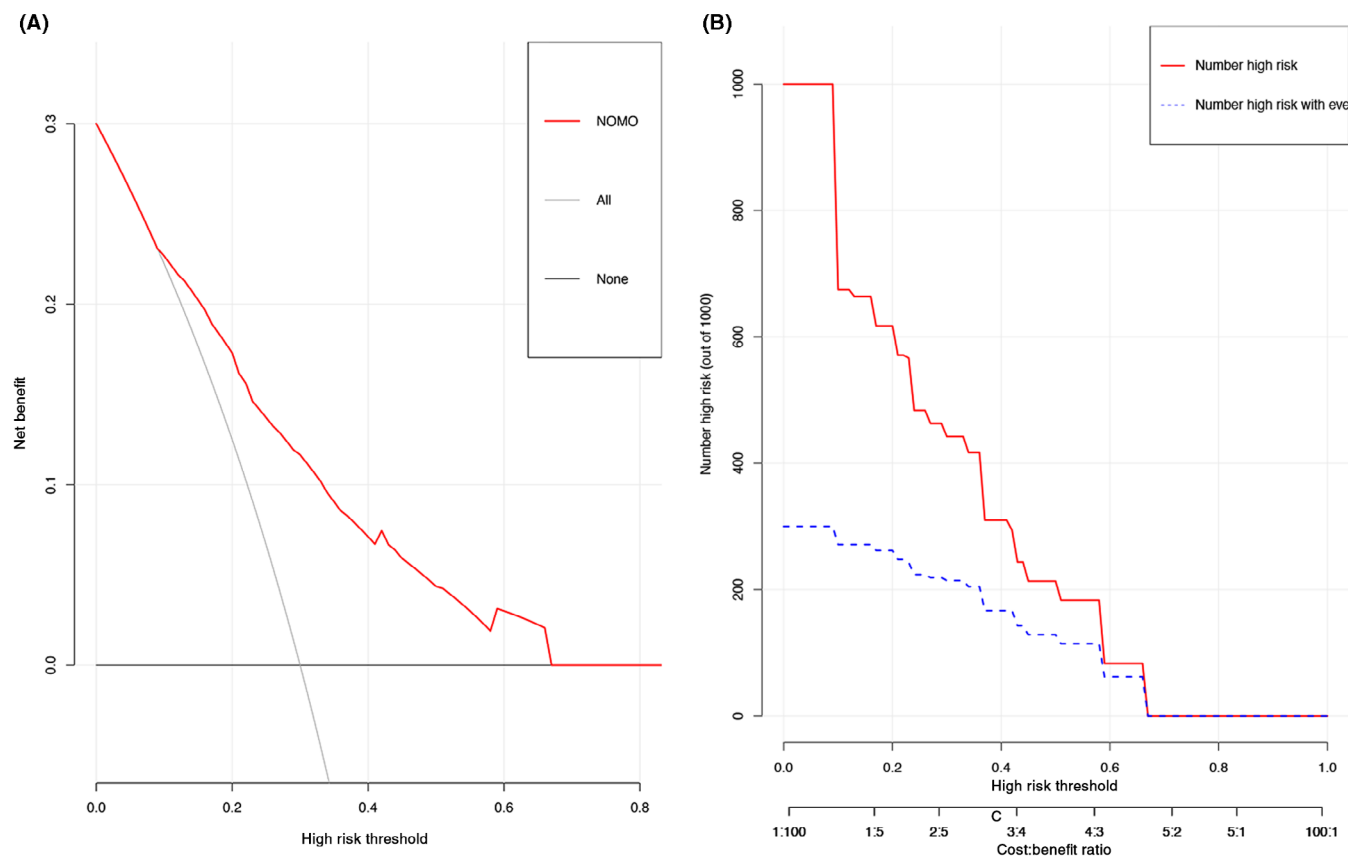 (A)
NOMO
All
None
0.3
0.2
0.1
0.0
Net benefit
0.0 0.2 0.4 0.6 0.8
High risk threshold
(B)
Number high risk
Number high risk with eve
1000
800
600
400
200
0
Number high risk (out of 1000)
0.0 0.2 0.4 0.6 0.8 1.0
High risk threshold
C
1:100 1:5 2:5 3:4 4:3 5:2 5:1 100:1
Cost:benefit ratio